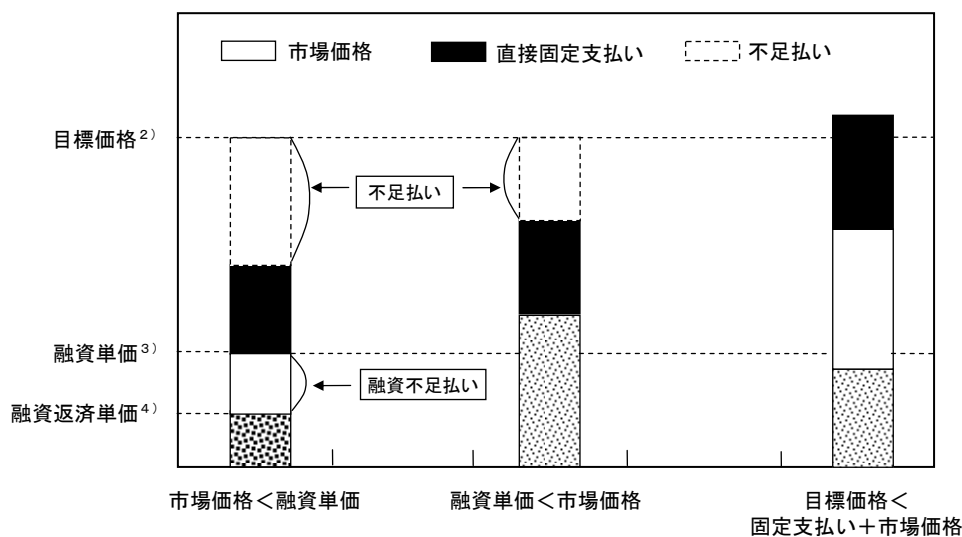 市場価格 直接固定支払い 不足払い
目標価格²⁾
不足払い
融資単価³⁾
融資不足払い
融資返済単価⁴⁾
市場価格＜融資単価 融資単価＜市場価格 目標価格＜
固定支払い＋市場価格